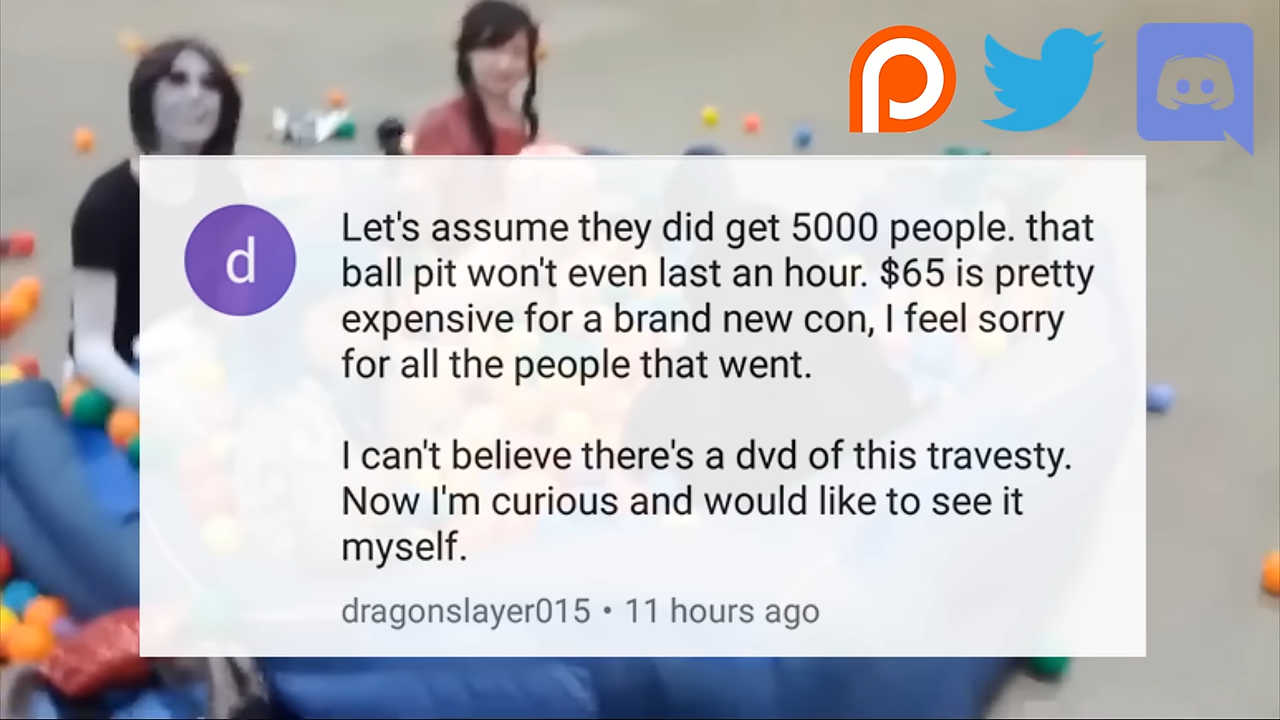 d
Let's assume they did get 5000 people. that
ball pit won't even last an hour. $65 is pretty
expensive for a brand new con, I feel sorry
for all the people that went.
I can't believe there's a dvd of this travesty.
Now I'm curious and would like to see it
myself.
dragonslayer015 • 11 hours ago